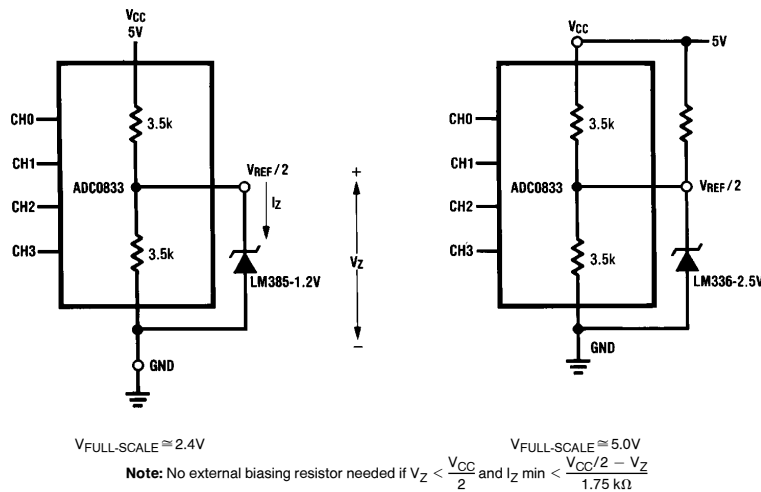 VCC
5V
CH0
CH1
CH2
CH3
3.5k
ADC0833
3.5k
VREF/2
IZ
LM385-1.2V
GND
+
VZ
−
VCC
5V
CH0
CH1
CH2
CH3
3.5k
ADC0833
3.5k
VREF/2
LM336-2.5V
GND
VFULL-SCALE ≅ 2.4V
VFULL-SCALE ≅ 5.0V
Note: No external biasing resistor needed if VZ < VCC/2 and IZ min < (VCC/2 − VZ)/1.75 kΩ